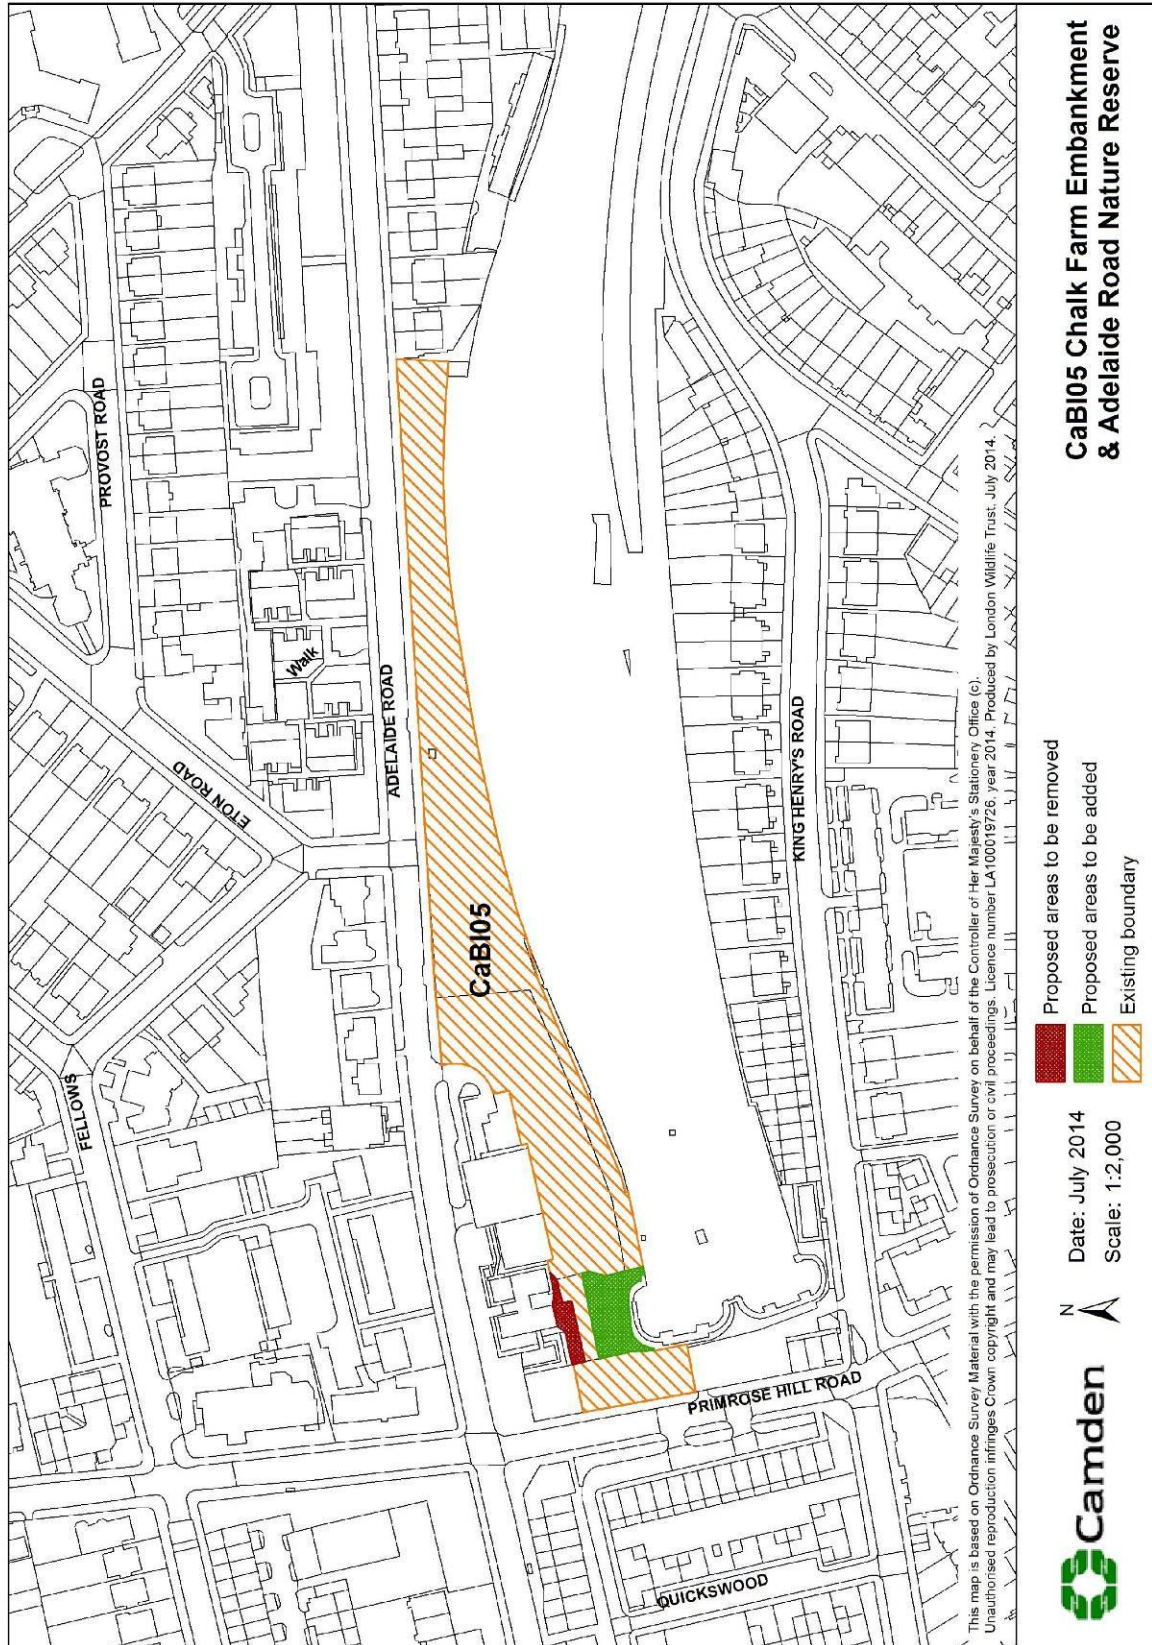 PROVOST ROAD
Walk
ETON ROAD
ADELAIDE ROAD
FELLOWS
CaBI05
KING HENRY'S ROAD
PRIMROSE HILL ROAD
QUICKSWOOD
This map is based on Ordnance Survey Material with the permission of Ordnance Survey on behalf of the Controller of Her Majesty's Stationery Office (c).
Unauthorised reproduction infringes Crown copyright and may lead to prosecution or civil proceedings. Licence number LA100019726, year 2014. Produced by London Wildlife Trust, July 2014.
Camden
N
Date: July 2014
Scale: 1:2,000
Proposed areas to be removed
Proposed areas to be added
Existing boundary
CaBI05 Chalk Farm Embankment
& Adelaide Road Nature Reserve